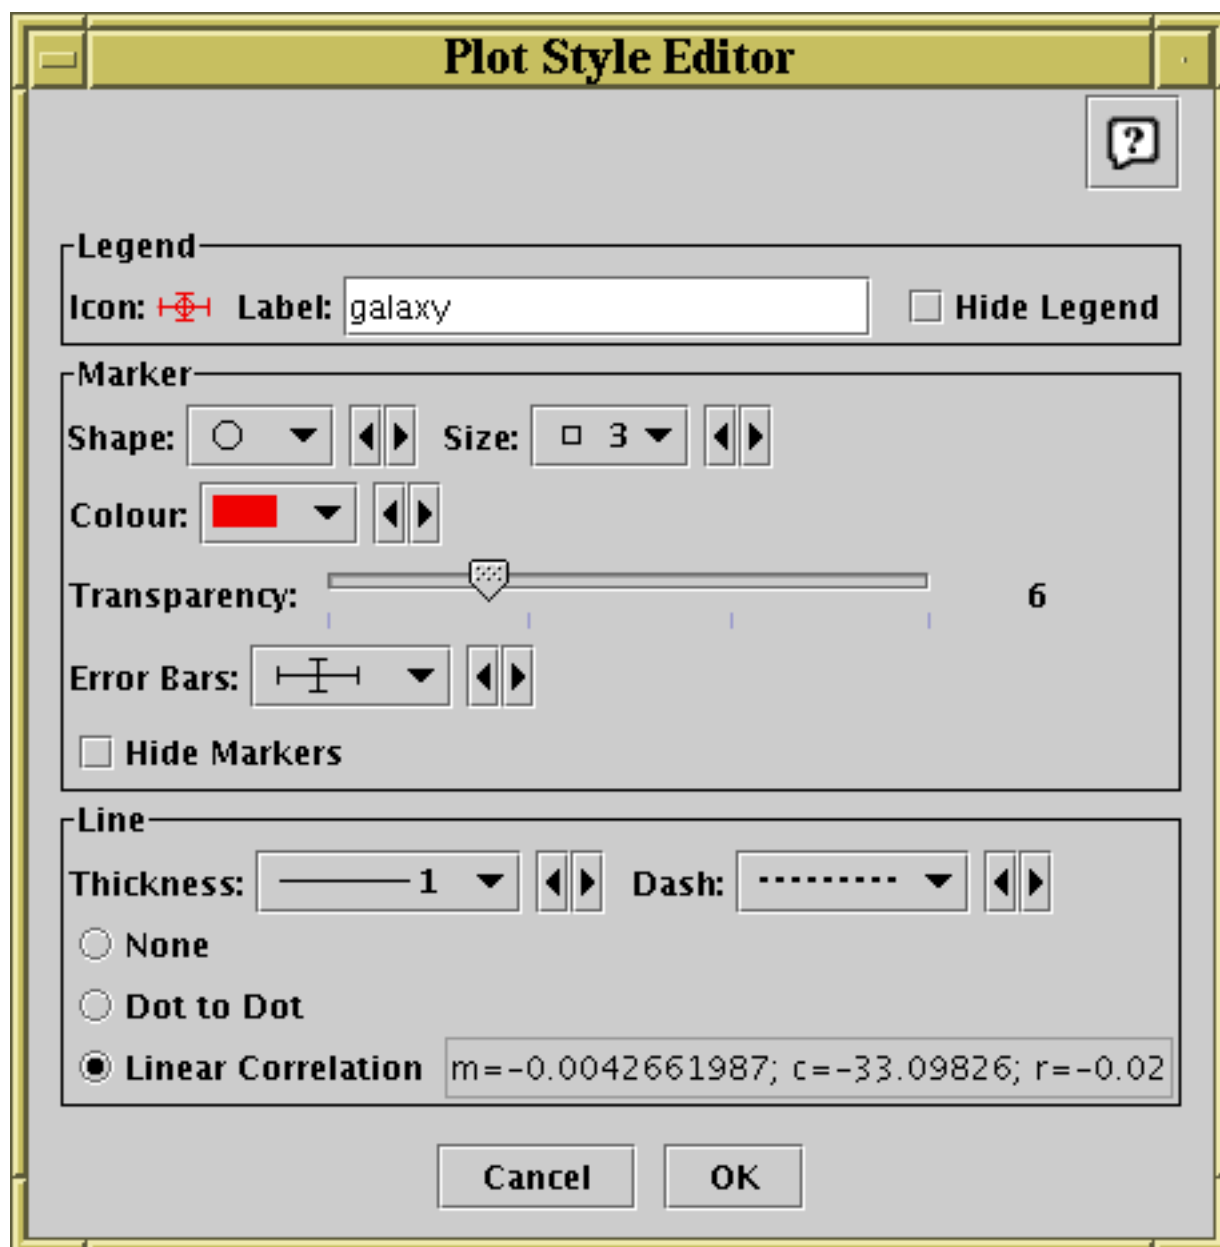 Plot Style Editor
?
Legend
Icon: Label: galaxy Hide Legend
Marker
Shape: Size: 3
Colour:
Transparency: 6
Error Bars:
Hide Markers
Line
Thickness: 1 Dash:
None
Dot to Dot
Linear Correlation m=-0.0042661987; c=-33.09826; r=-0.02
Cancel OK